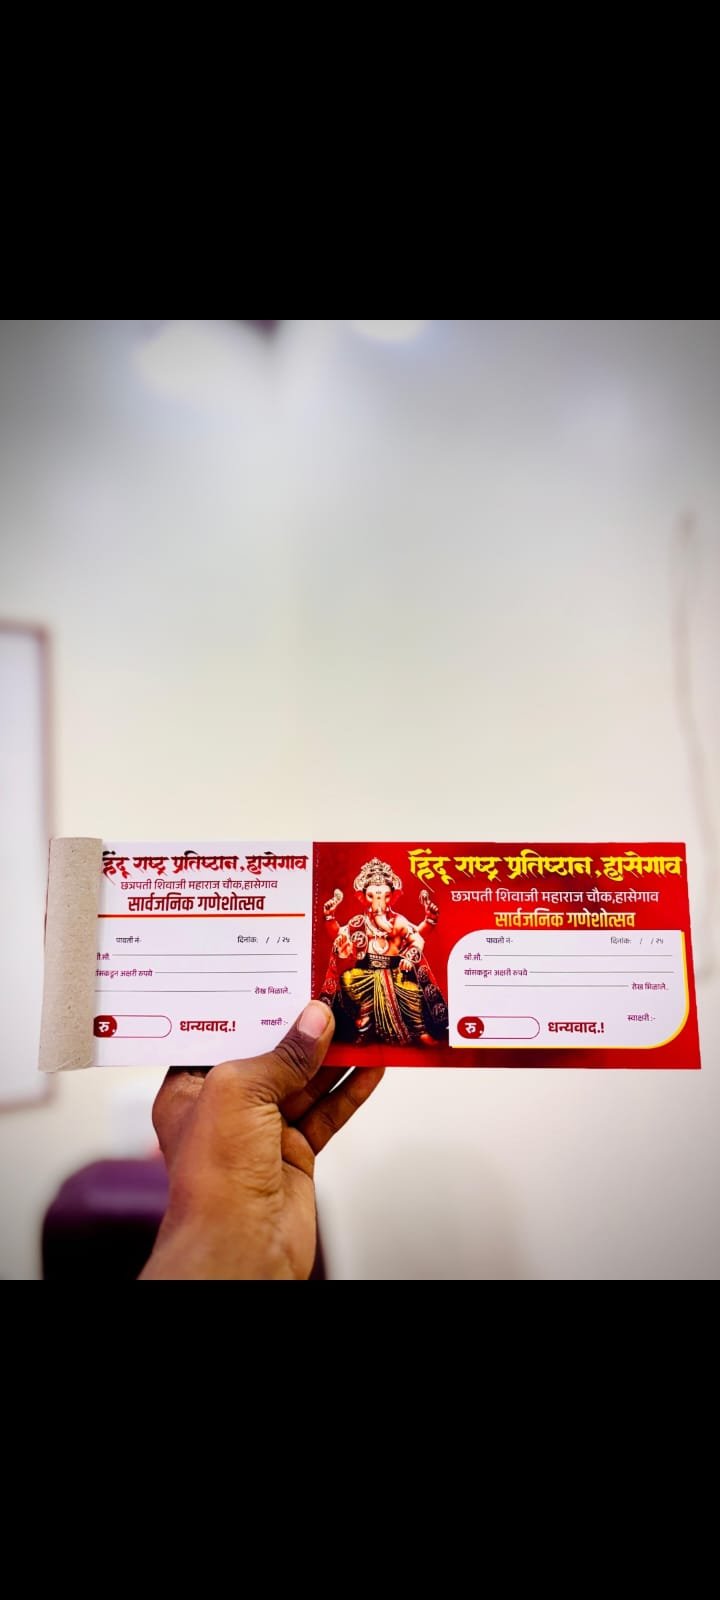 हिंदू राष्ट्र प्रतिष्ठान,हासेगाव
छत्रपती शिवाजी महाराज चौक,हासेगाव
सार्वजनिक गणेशोत्सव
पावती नं- दिनांक: / / २५
अक्षरी रुपये
रोख मिळाले..
रु. धन्यवाद.! स्वाक्षरी :-
हिंदू राष्ट्र प्रतिष्ठान,हासेगाव
छत्रपती शिवाजी महाराज चौक,हासेगाव
सार्वजनिक गणेशोत्सव
पावती नं- दिनांक: / / २५
श्री.सौ.
यांसकडून अक्षरी रुपये
रोख मिळाले..
रु. धन्यवाद.! स्वाक्षरी :-